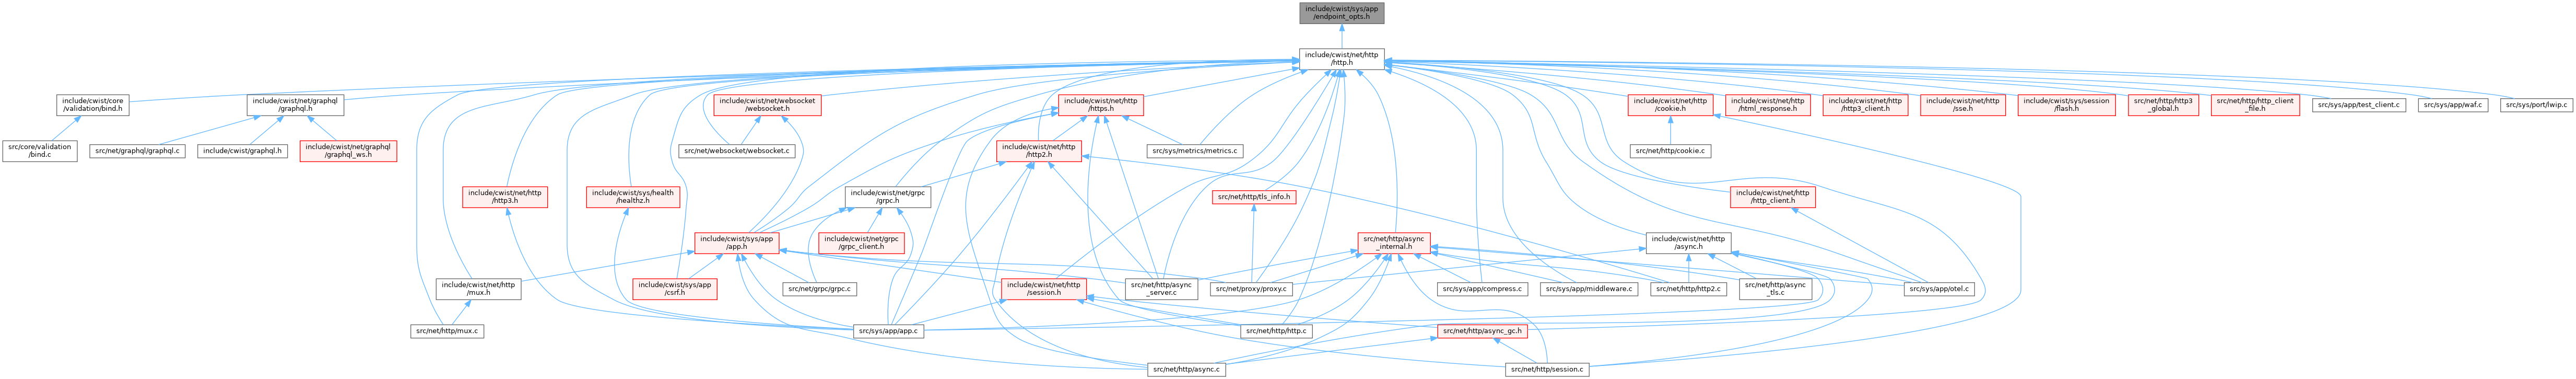 include/cwist/sys/app
/endpoint_opts.h
include/cwist/net/http
/http.h
include/cwist/core
/validation/bind.h
include/cwist/net/graphql
/graphql.h
include/cwist/net/websocket
/websocket.h
include/cwist/net/http
/https.h
include/cwist/net/http
/cookie.h
include/cwist/net/http
/html_response.h
include/cwist/net/http
/http3_client.h
include/cwist/net/http
/sse.h
include/cwist/sys/session
/flash.h
src/net/http/http3
_global.h
src/net/http/http_client
_file.h
src/sys/app/test_client.c
src/sys/app/waf.c
src/sys/port/lwip.c
src/core/validation
/bind.c
src/net/graphql/graphql.c
include/cwist/graphql.h
include/cwist/net/graphql
/graphql_ws.h
src/net/websocket/websocket.c
include/cwist/net/http
/http2.h
src/sys/metrics/metrics.c
src/net/http/cookie.c
include/cwist/net/http
/http3.h
include/cwist/sys/health
/healthz.h
include/cwist/net/grpc
/grpc.h
src/net/http/tls_info.h
include/cwist/net/http
/http_client.h
include/cwist/sys/app
/app.h
include/cwist/net/grpc
/grpc_client.h
src/net/http/async
_internal.h
include/cwist/net/http
/async.h
include/cwist/net/http
/mux.h
include/cwist/sys/app
/csrf.h
src/net/grpc/grpc.c
include/cwist/net/http
/session.h
src/net/http/async
_server.c
src/net/proxy/proxy.c
src/sys/app/compress.c
src/sys/app/middleware.c
src/net/http/http2.c
src/net/http/async
_tls.c
src/sys/app/otel.c
src/net/http/mux.c
src/sys/app/app.c
src/net/http/http.c
src/net/http/async_gc.h
src/net/http/async.c
src/net/http/session.c